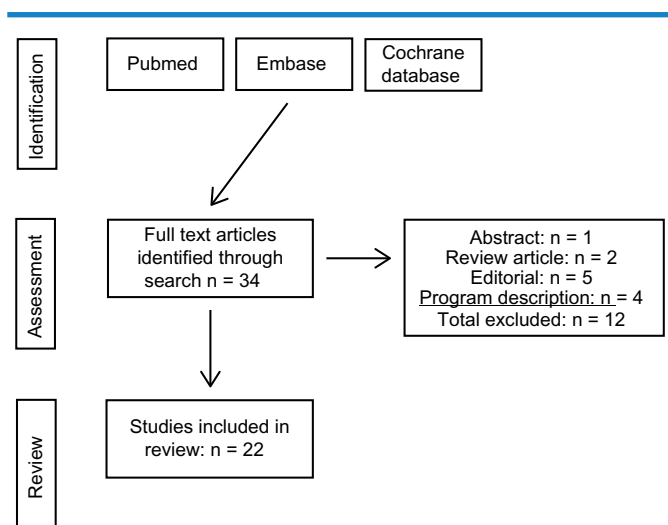 Identification
Pubmed
Embase
Cochrane
database
Assessment
Full text articles
identified through
search n = 34
Abstract: n = 1
Review article: n = 2
Editorial: n = 5
Program description: n = 4
Total excluded: n = 12
Review
Studies included in
review: n = 22